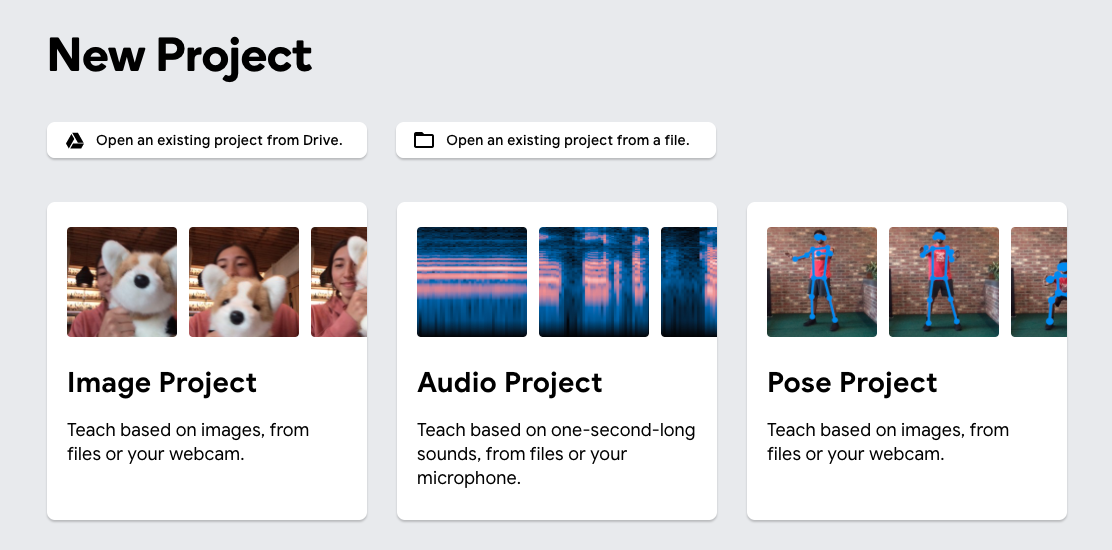 New Project
Open an existing project from Drive.
Open an existing project from a file.
Image Project
Teach based on images, from
files or your webcam.
Audio Project
Teach based on one-second-long
sounds, from files or your
microphone.
Pose Project
Teach based on images, from
files or your webcam.